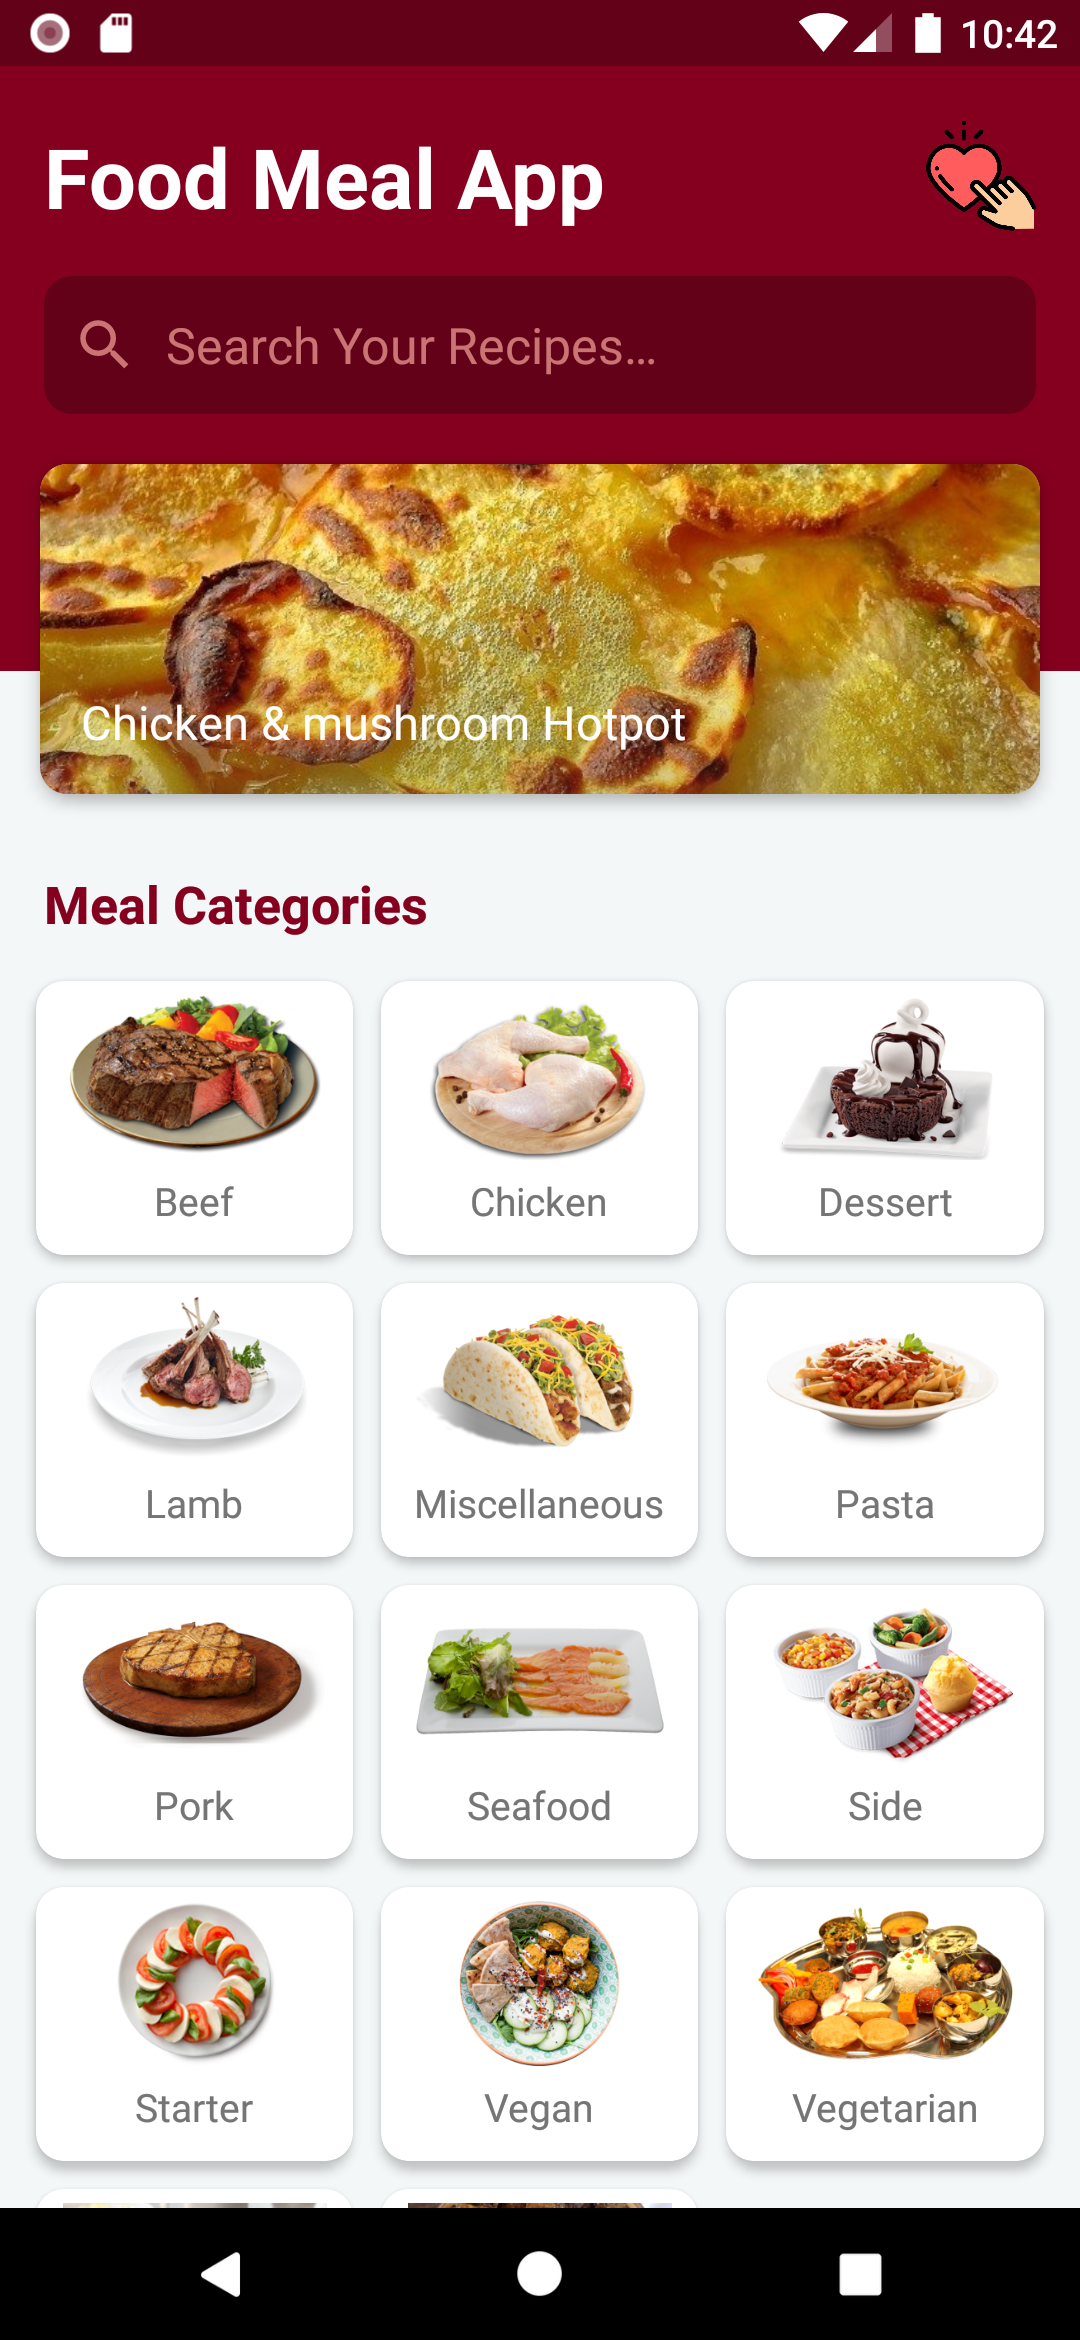 10:42
Food Meal App
Search Your Recipes...
Chicken & mushroom Hotpot
Meal Categories
Beef
Chicken
Dessert
Lamb
Miscellaneous
Pasta
Pork
Seafood
Side
Starter
Vegan
Vegetarian